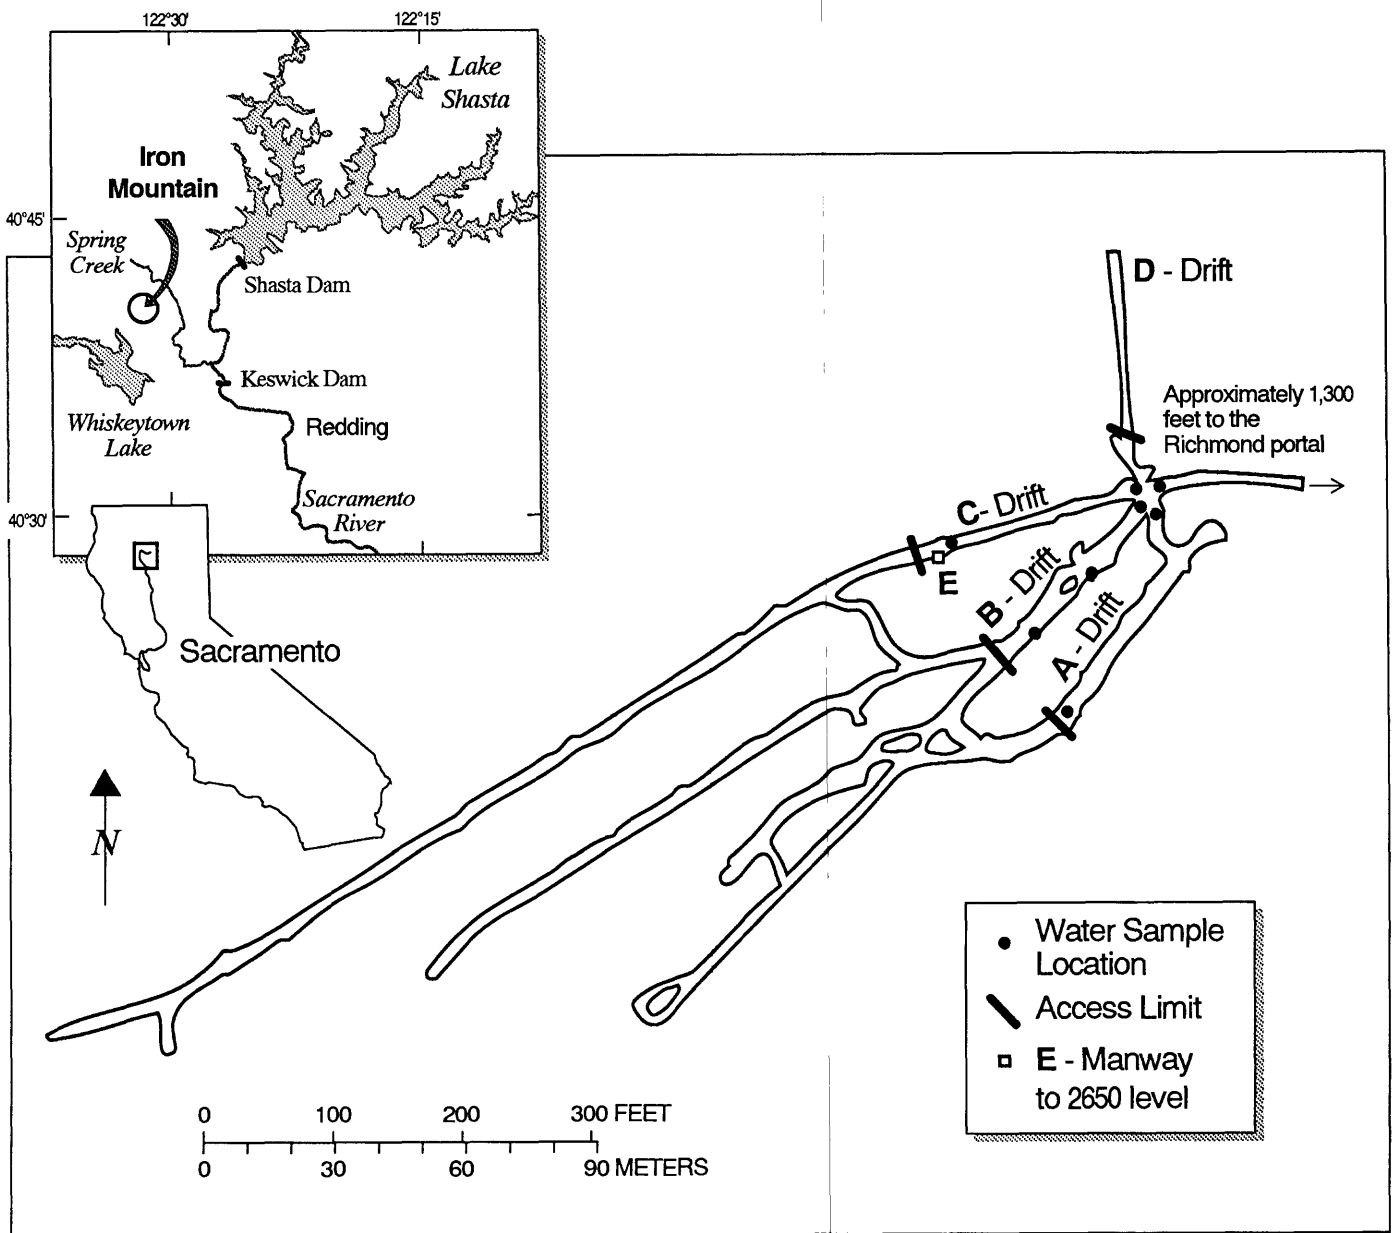 122°30'
122°15'
Lake
Shasta
Iron
Mountain
40°45'
Spring
Creek
Shasta Dam
Keswick Dam
Whiskeytown
Lake
Redding
Sacramento
River
40°30'
Sacramento
N
D - Drift
Approximately 1,300
feet to the
Richmond portal
C- Drift
E
B - Drift
A - Drift
Water Sample
Location
Access Limit
E - Manway
to 2650 level
0 100 200 300 FEET
0 30 60 90 METERS